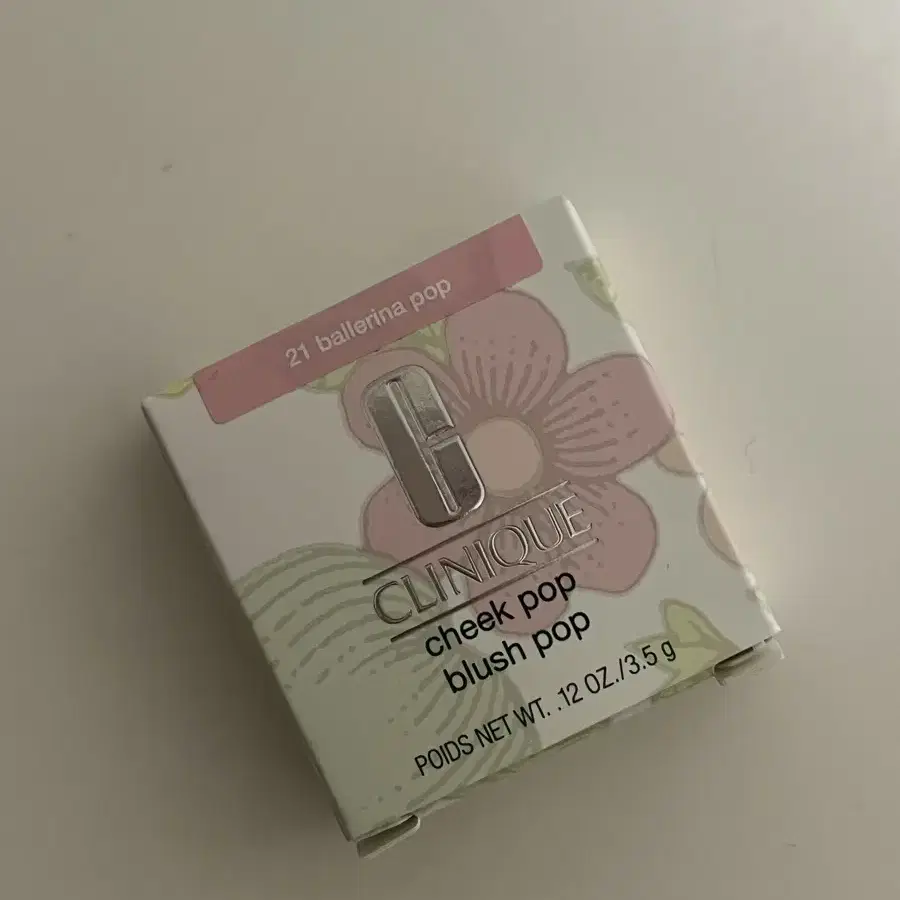 21 ballerina pop
CLINIQUE
cheek pop
blush pop
POIDS NET WT. .12 OZ./3.5 g